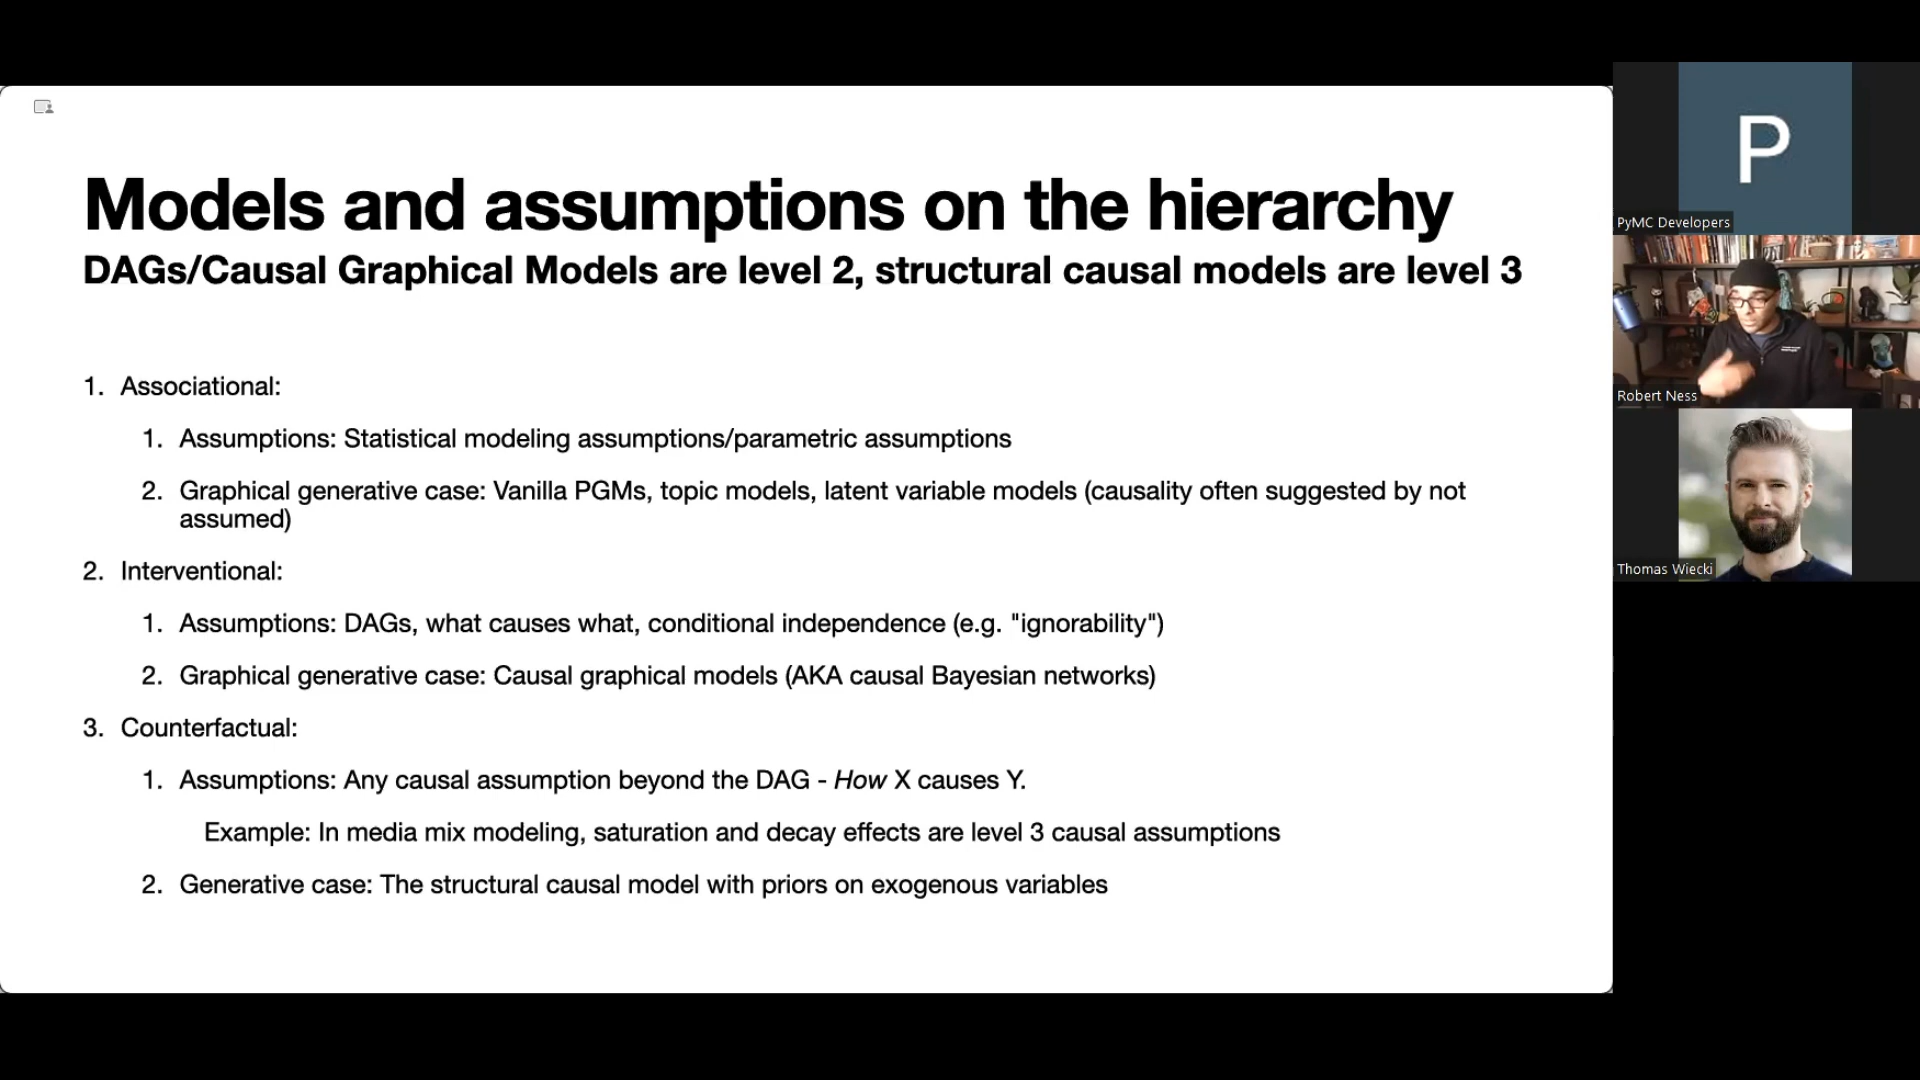 Models and assumptions on the hierarchy
DAGs/Causal Graphical Models are level 2, structural causal models are level 3
1. Associational:
1. Assumptions: Statistical modeling assumptions/parametric assumptions
2. Graphical generative case: Vanilla PGMs, topic models, latent variable models (causality often suggested by not
assumed)
2. Interventional:
1. Assumptions: DAGs, what causes what, conditional independence (e.g. "ignorability")
2. Graphical generative case: Causal graphical models (AKA causal Bayesian networks)
3. Counterfactual:
1. Assumptions: Any causal assumption beyond the DAG - How X causes Y.
Example: In media mix modeling, saturation and decay effects are level 3 causal assumptions
2. Generative case: The structural causal model with priors on exogenous variables
P
PyMC Developers
Robert Ness
Thomas Wiecki